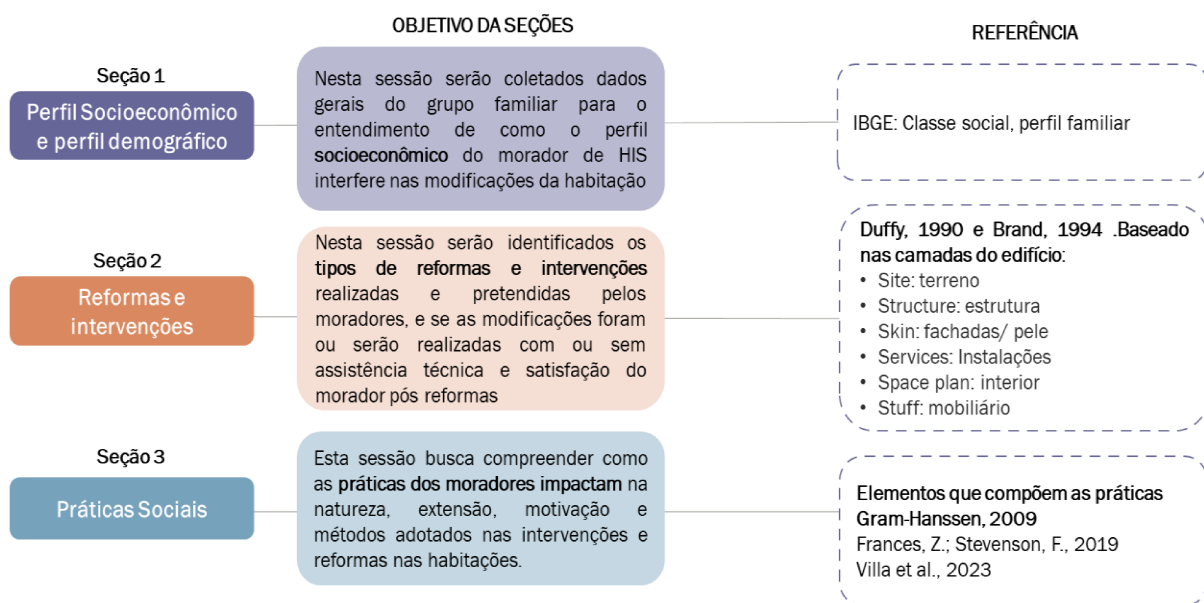 OBJETIVO DA SEÇÕES
REFERÊNCIA
Seção 1
Perfil Socioeconômico
e perfil demográfico
Nesta sessão serão coletados dados
gerais do grupo familiar para o
entendimento de como o perfil
socioeconômico do morador de HIS
interfere nas modificações da habitação
IBGE: Classe social, perfil familiar
Seção 2
Reformas e
intervenções
Nesta sessão serão identificados os
tipos de reformas e intervenções
realizadas e pretendidas pelos
moradores, e se as modificações foram
ou serão realizadas com ou sem
assistência técnica e satisfação do
morador pós reformas
Duffy, 1990 e Brand, 1994 .Baseado
nas camadas do edifício:
• Site: terreno
• Structure: estrutura
• Skin: fachadas/ pele
• Services: Instalações
• Space plan: interior
• Stuff: mobiliário
Seção 3
Práticas Sociais
Esta sessão busca compreender como
as práticas dos moradores impactam na
natureza, extensão, motivação e
métodos adotados nas intervenções e
reformas nas habitações.
Elementos que compõem as práticas
Gram-Hanssen, 2009
Frances, Z.; Stevenson, F., 2019
Villa et al., 2023